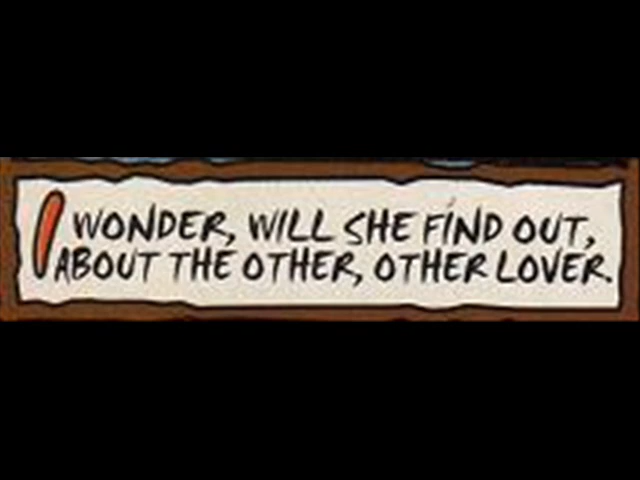 I WONDER, WILL SHE FIND OUT,
ABOUT THE OTHER, OTHER LOVER.